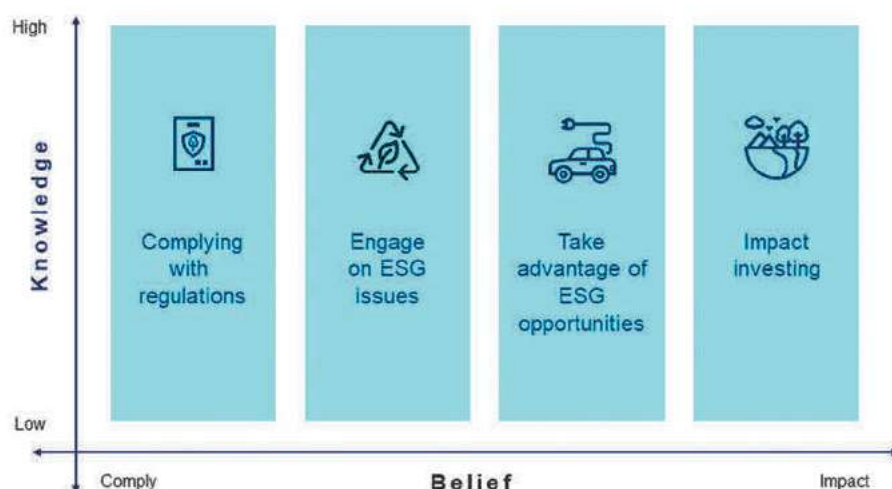 High
Knowledge
Low
Complying
with
regulations
Engage
on ESG
issues
Take
advantage of
ESG
opportunities
Impact
investing
Comply
Belief
Impact